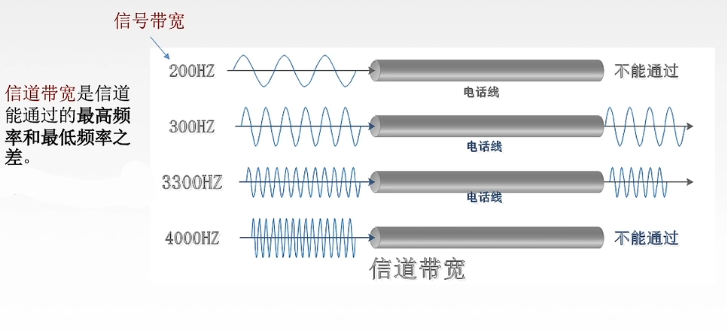 信号带宽
信道带宽是信道
能通过的最高频
率和最低频率之
差。
200HZ
电话线
不能通过
300HZ
电话线
3300HZ
电话线
4000HZ
不能通过
信道带宽